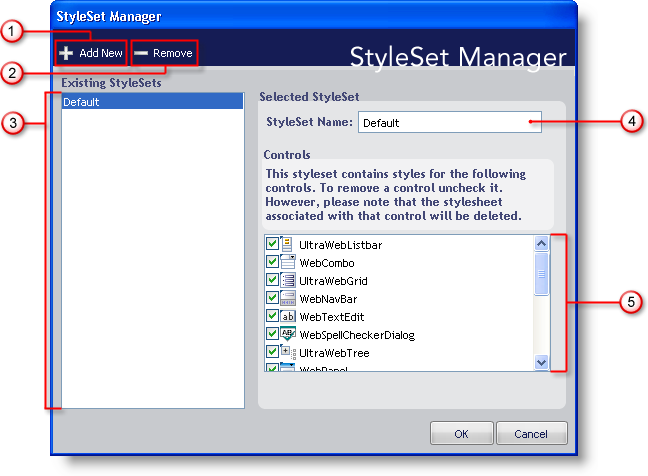 StyleSet Manager
1
Add New
Remove
StyleSet Manager
2
Existing StyleSets
Default
3
Selected StyleSet
StyleSet Name:
Default
4
Controls
This styleset contains styles for the following
controls. To remove a control uncheck it.
However, please note that the stylesheet
associated with that control will be deleted.
UltraWebListbar
WebCombo
UltraWebGrid
WebNavBar
ab
WebTextEdit
WebSpellCheckerDialog
UltraWebTree
WebPanel
5
OK
Cancel